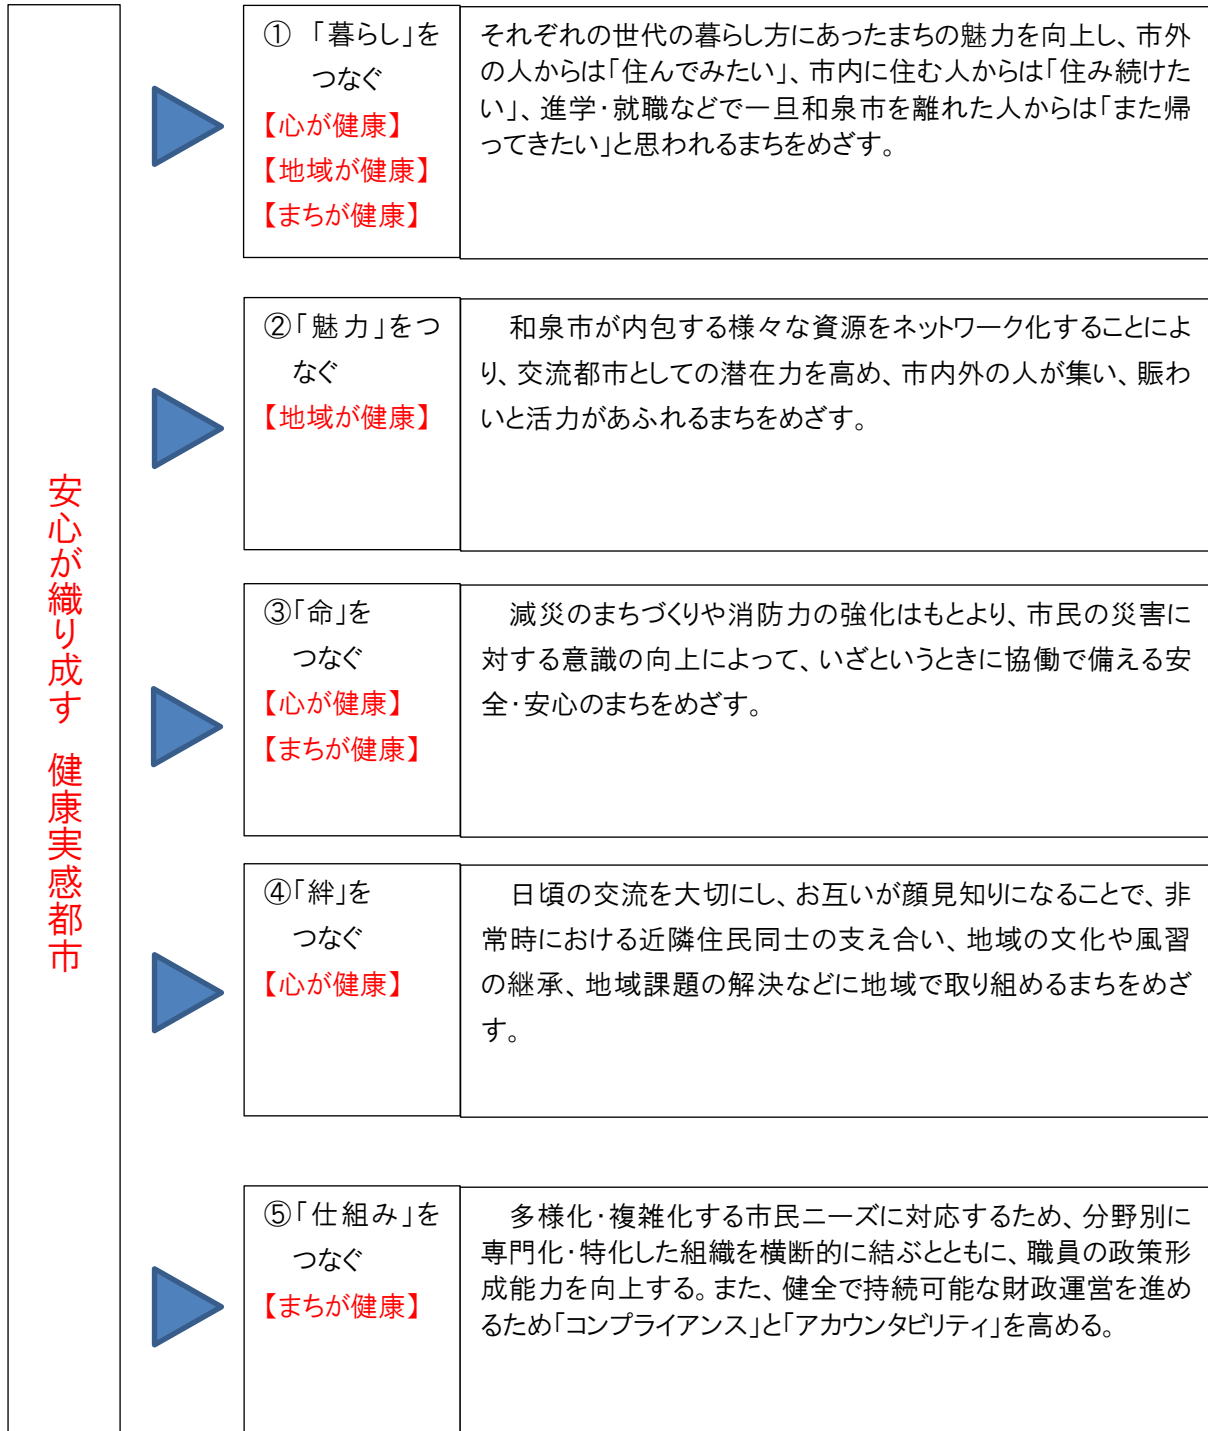 安心が織り成す　健康実感都市
①　「暮らし」を
つなぐ
【心が健康】
【地域が健康】
【まちが健康】
それぞれの世代の暮らし方にあったまちの魅力を向上し、市外
の人からは「住んでみたい」、市内に住む人からは「住み続けた
い」、進学・就職などで一旦和泉市を離れた人からは「また帰
ってきたい」と思われるまちをめざす。
②「魅力」をつ
なぐ
【地域が健康】
和泉市が内包する様々な資源をネットワーク化することによ
り、交流都市としての潜在力を高め、市内外の人が集い、賑わ
いと活力があふれるまちをめざす。
③「命」を
つなぐ
【心が健康】
【まちが健康】
減災のまちづくりや消防力の強化はもとより、市民の災害に
対する意識の向上によって、いざというときに協働で備える安
全・安心のまちをめざす。
④「絆」を
つなぐ
【心が健康】
日頃の交流を大切にし、お互いが顔見知りになることで、非
常時における近隣住民同士の支え合い、地域の文化や風習
の継承、地域課題の解決などに地域で取り組めるまちをめざ
す。
⑤「仕組み」を
つなぐ
【まちが健康】
多様化・複雑化する市民ニーズに対応するため、分野別に
専門化・特化した組織を横断的に結ぶとともに、職員の政策形
成能力を向上する。また、健全で持続可能な財政運営を進め
るため「コンプライアンス」と「アカウンタビリティ」を高める。